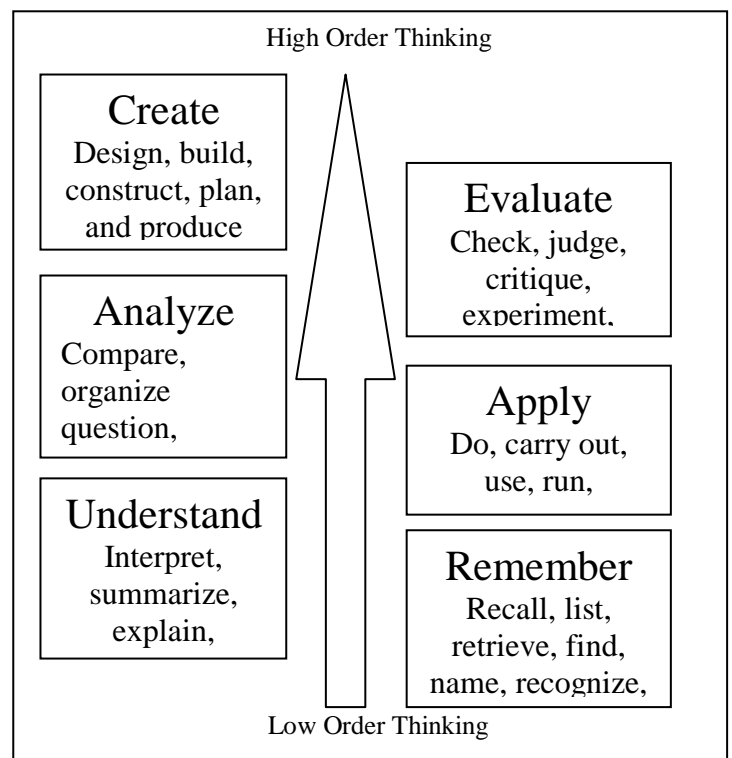 High Order Thinking
Create
Design, build,
construct, plan,
and produce
Evaluate
Check, judge,
critique,
experiment,
Analyze
Compare,
organize
question,
Apply
Do, carry out,
use, run,
Understand
Interpret,
summarize,
explain,
Remember
Recall, list,
retrieve, find,
name, recognize,
Low Order Thinking